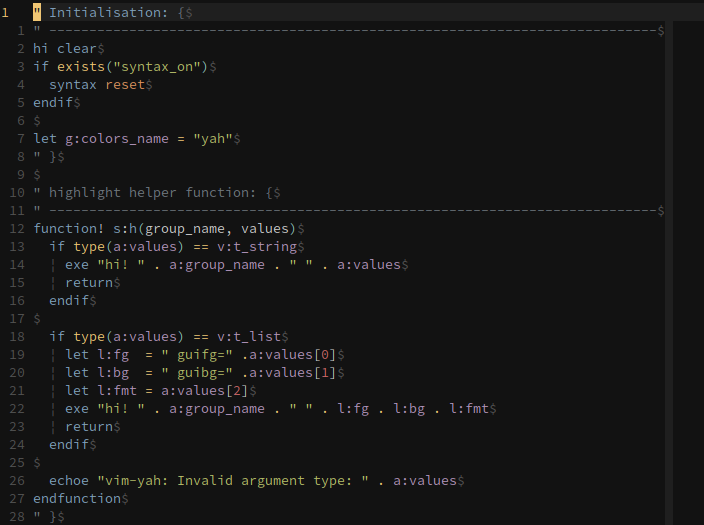 1   " Initialisation: {$
  1 " ----------------------------------------------------------------------------$
  2 hi clear$
  3 if exists("syntax_on")$
  4   syntax reset$
  5 endif$
  6 $
  7 let g:colors_name = "yah"$
  8 " }$
  9 $
 10 " highlight helper function: {$
 11 " ----------------------------------------------------------------------------$
 12 function! s:h(group_name, values)$
 13   if type(a:values) == v:t_string$
 14   ¦ exe "hi! " . a:group_name . " " . a:values$
 15   ¦ return$
 16   endif$
 17 $
 18   if type(a:values) == v:t_list$
 19   ¦ let l:fg  = " guifg=" .a:values[0]$
 20   ¦ let l:bg  = " guibg=" .a:values[1]$
 21   ¦ let l:fmt = a:values[2]$
 22   ¦ exe "hi! " . a:group_name . " " . l:fg . l:bg . l:fmt$
 23   ¦ return$
 24   endif$
 25 $
 26   echoe "vim-yah: Invalid argument type: " . a:values$
 27 endfunction$
 28 " }$